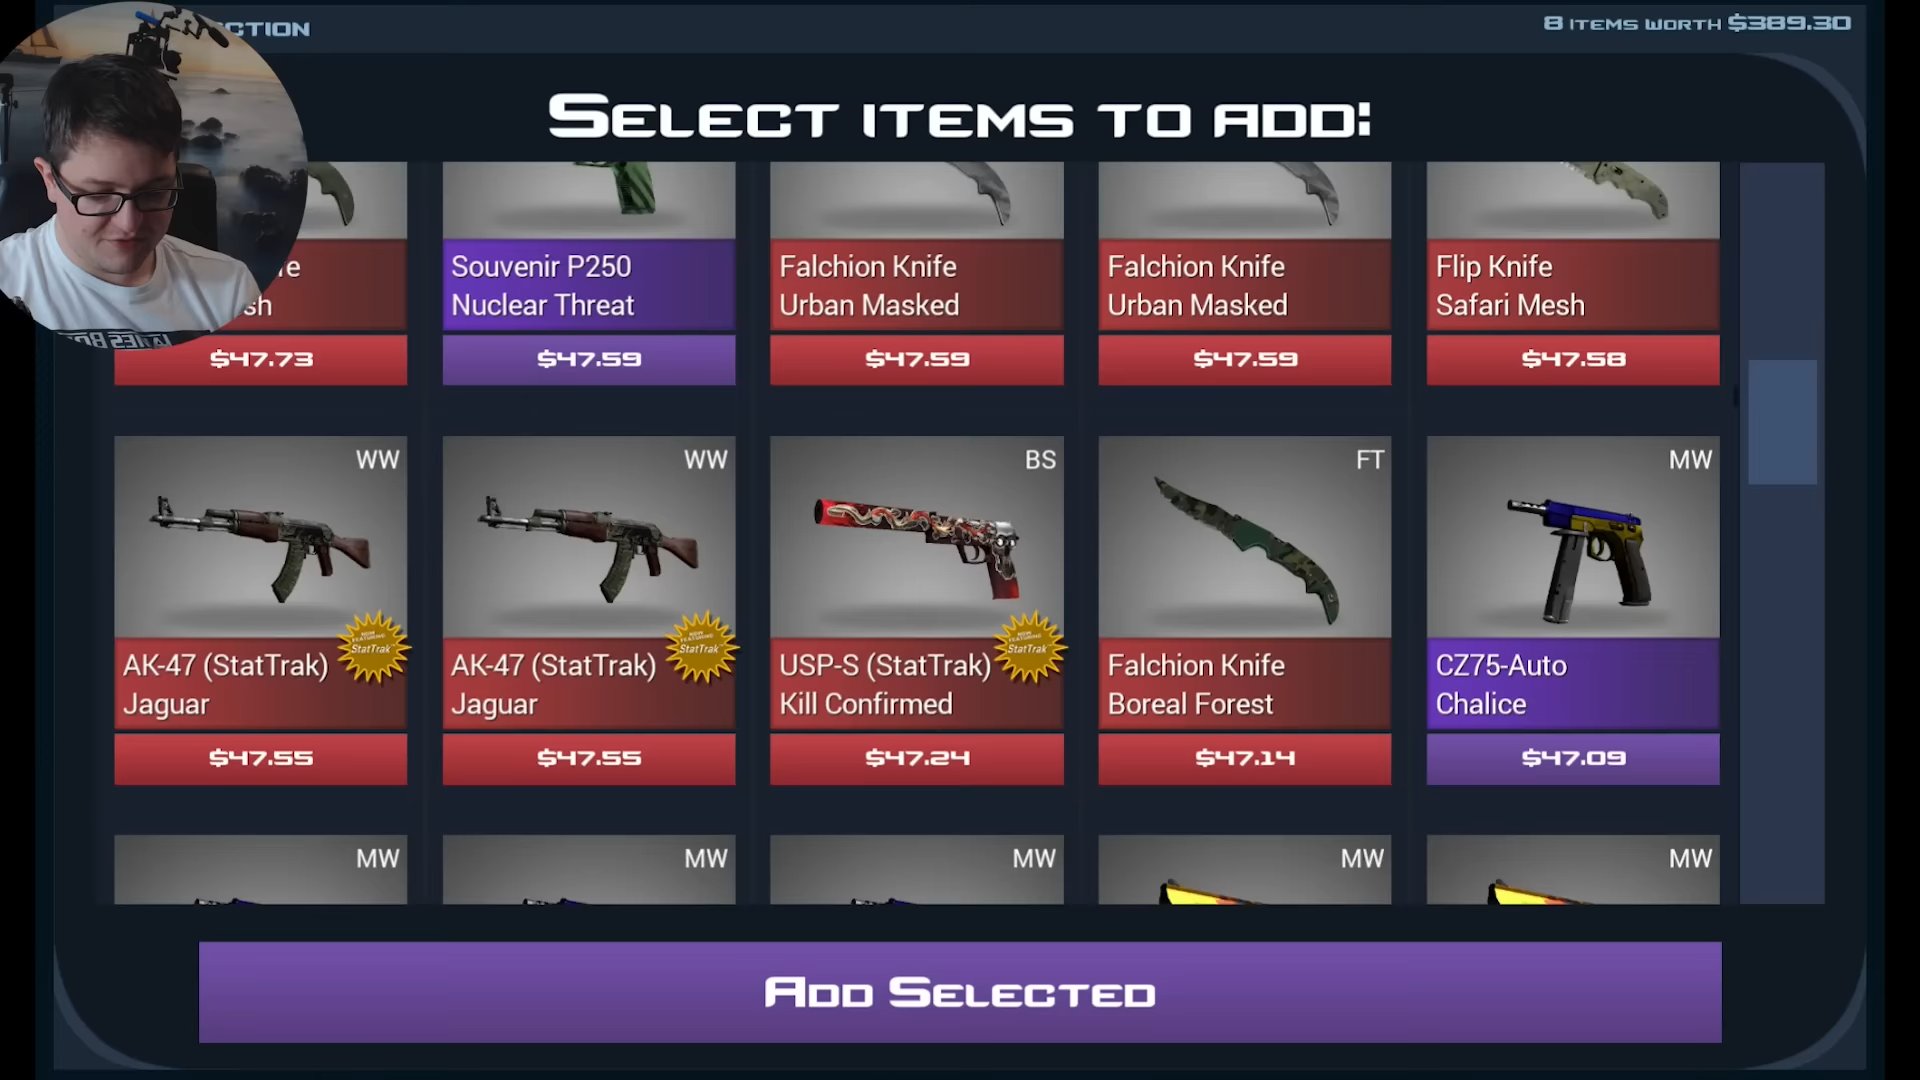 8 ITEMS WORTH $389.30
SELECT ITEMS TO ADD:
Souvenir P250
Nuclear Threat
Falchion Knife
Urban Masked
Falchion Knife
Urban Masked
Flip Knife
Safari Mesh
$47.73
$47.59
$47.59
$47.59
$47.58
WW
WW
BS
FT
MW
StatTrak
StatTrak
StatTrak
AK-47 (StatTrak)
Jaguar
AK-47 (StatTrak)
Jaguar
USP-S (StatTrak)
Kill Confirmed
Falchion Knife
Boreal Forest
CZ75-Auto
Chalice
$47.55
$47.55
$47.24
$47.14
$47.09
MW
MW
MW
MW
MW
ADD SELECTED